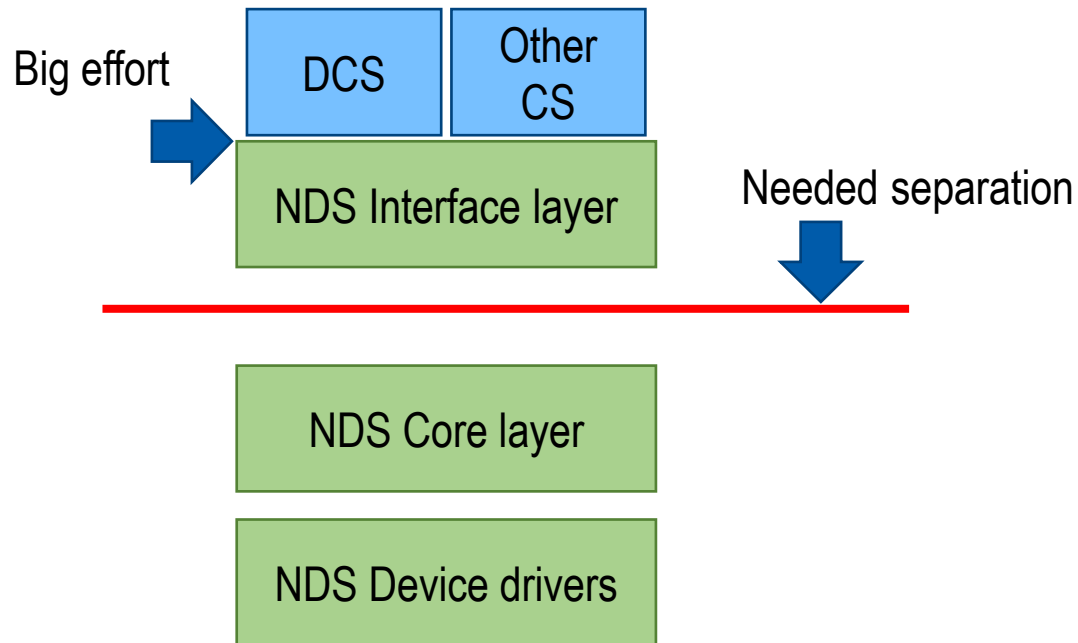 Big effort
DCS
Other
CS
NDS Interface layer
Needed separation
NDS Core layer
NDS Device drivers